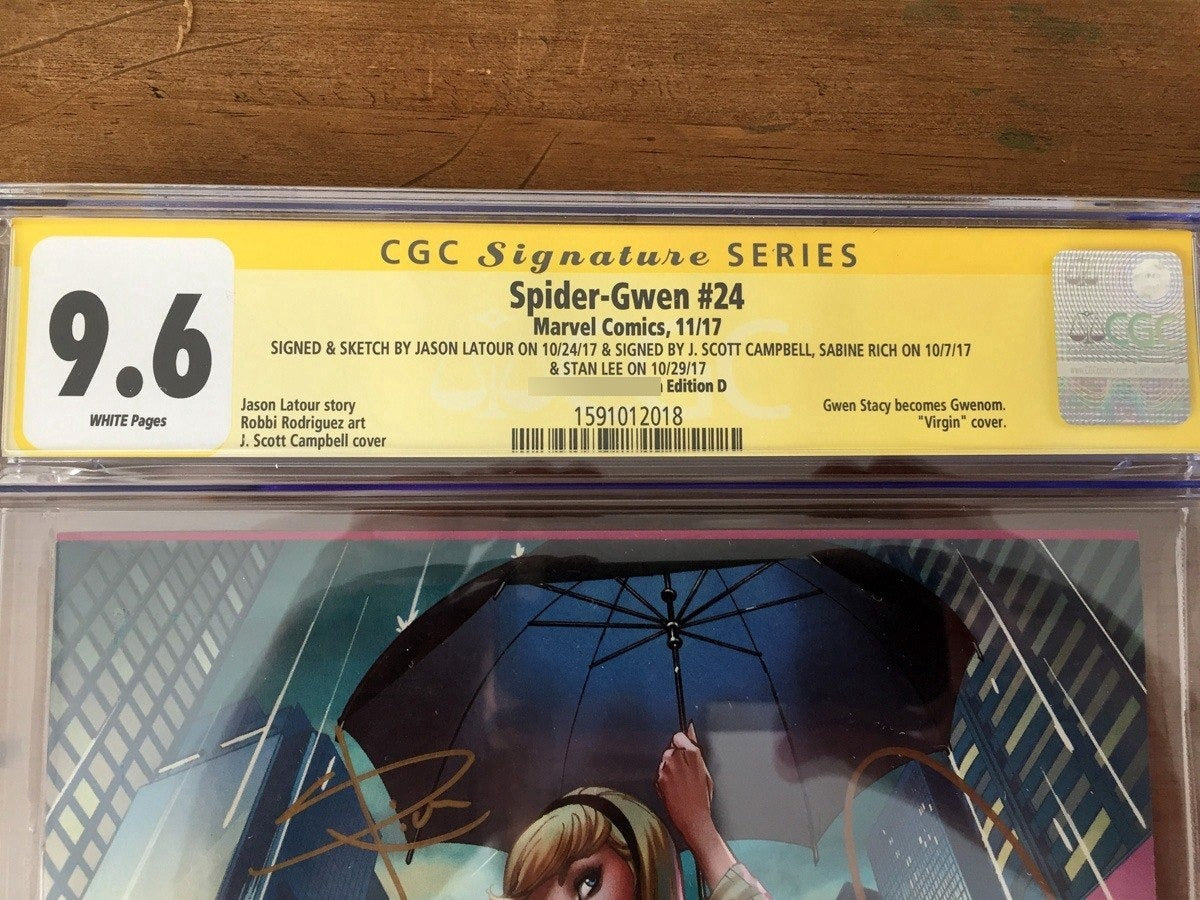 CGC Signature SERIES
9.6
WHITE Pages
Spider-Gwen #24
Marvel Comics, 11/17
SIGNED & SKETCH BY JASON LATOUR ON 10/24/17 & SIGNED BY J. SCOTT CAMPBELL, SABINE RICH ON 10/7/17
& STAN LEE ON 10/29/17
Edition D
1591012018
Jason Latour story
Robbi Rodriguez art
J. Scott Campbell cover
Gwen Stacy becomes Gwenom.
"Virgin" cover.
CGC